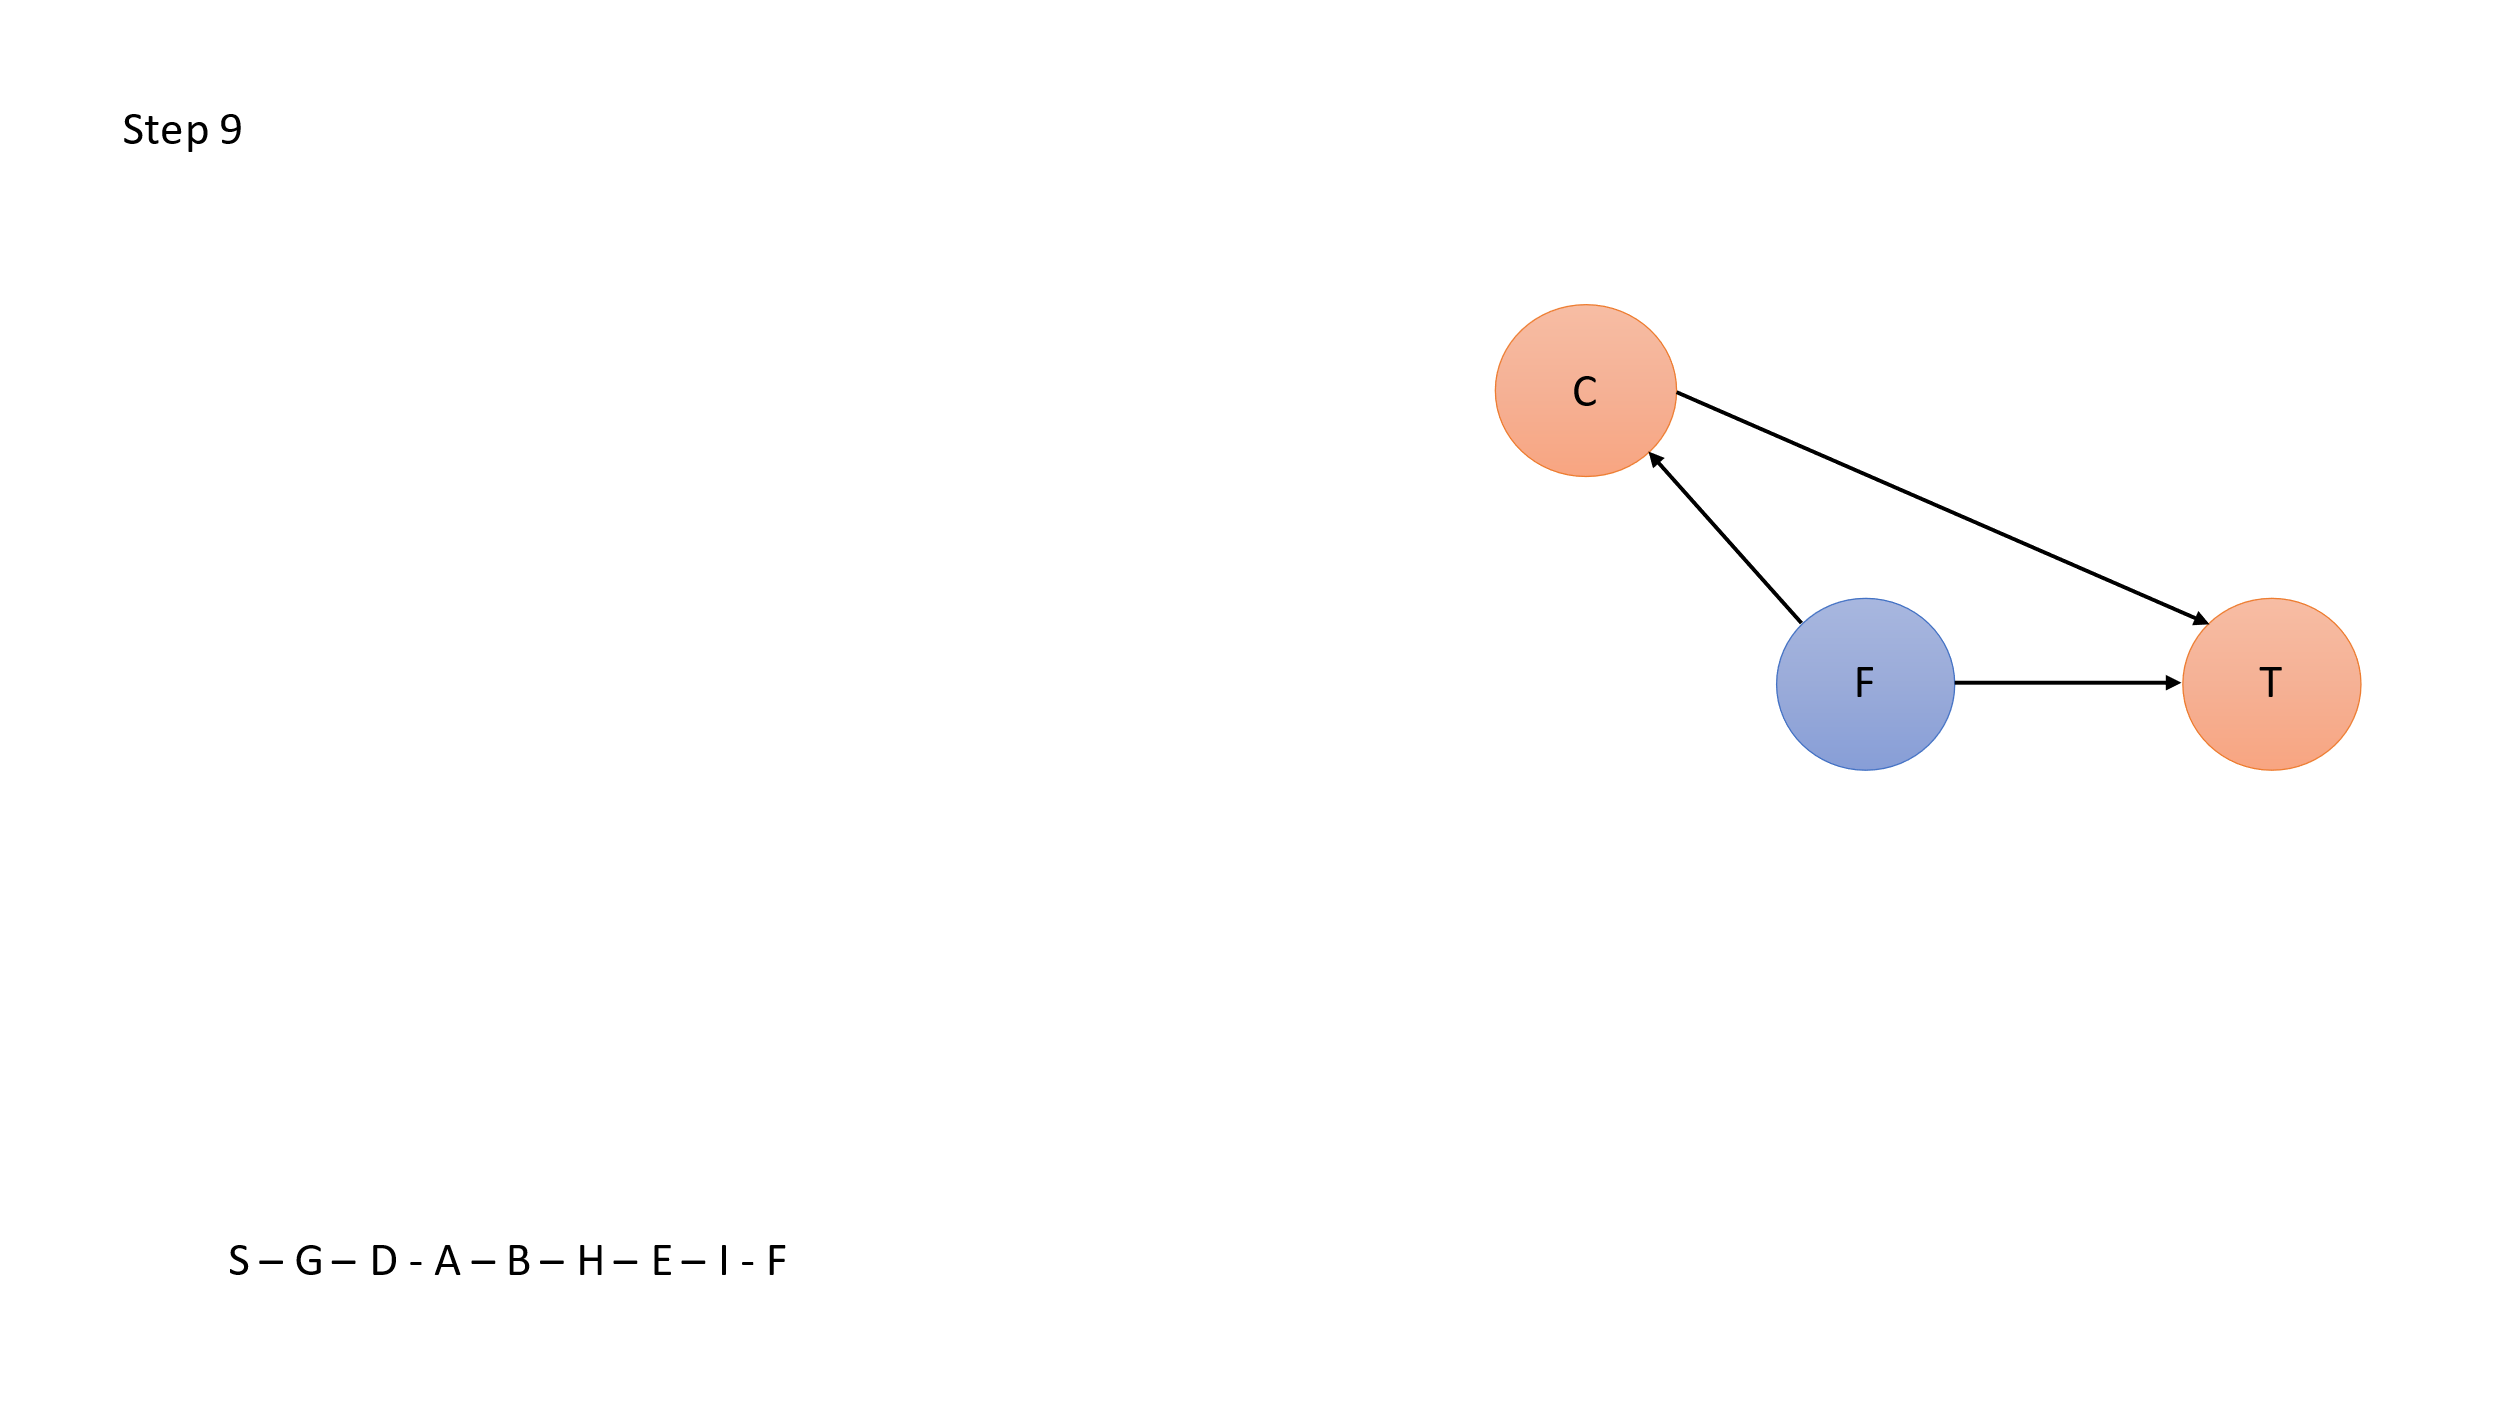 Step 9
C
F
T
S – G – D - A – B – H – E – I - F